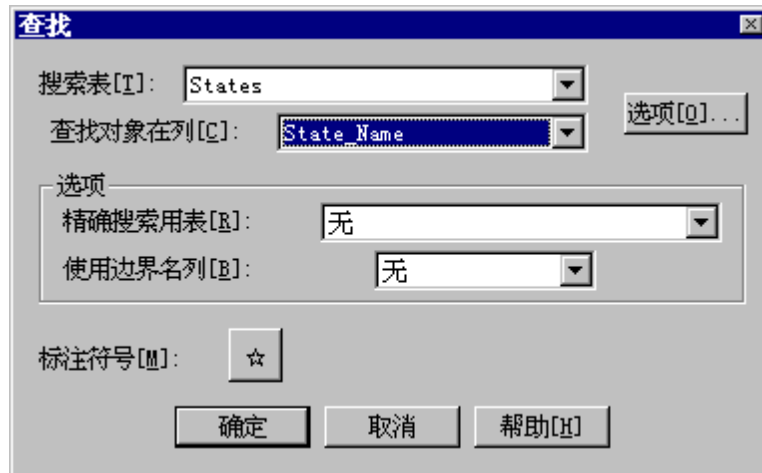 查找
搜索表[T]: States
查找对象在列[C]: State_Name
选项[O]...
选项
精确搜索用表[R]: 无
使用边界名列[B]: 无
标注符号[M]: ☆
确定 取消 帮助[H]